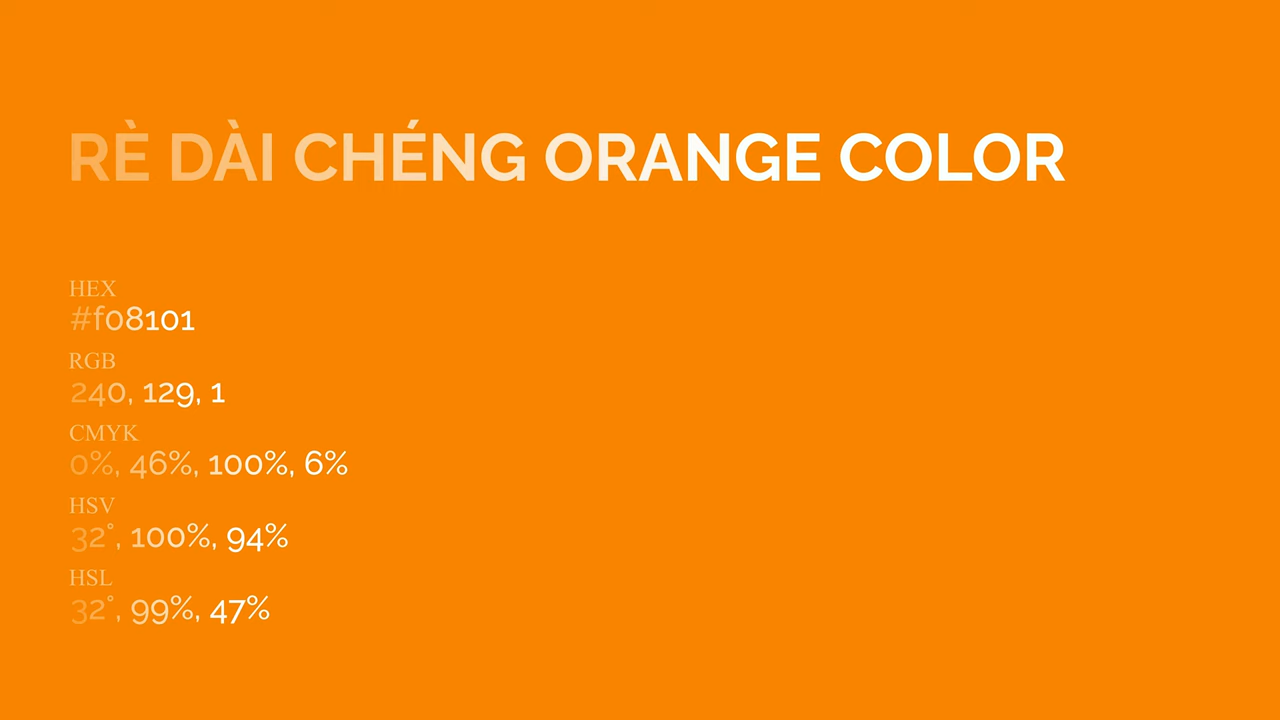 RÈ DÀI CHÉNG ORANGE COLOR
HEX
#f08101
RGB
240, 129, 1
CMYK
0%, 46%, 100%, 6%
HSV
32°, 100%, 94%
HSL
32°, 99%, 47%